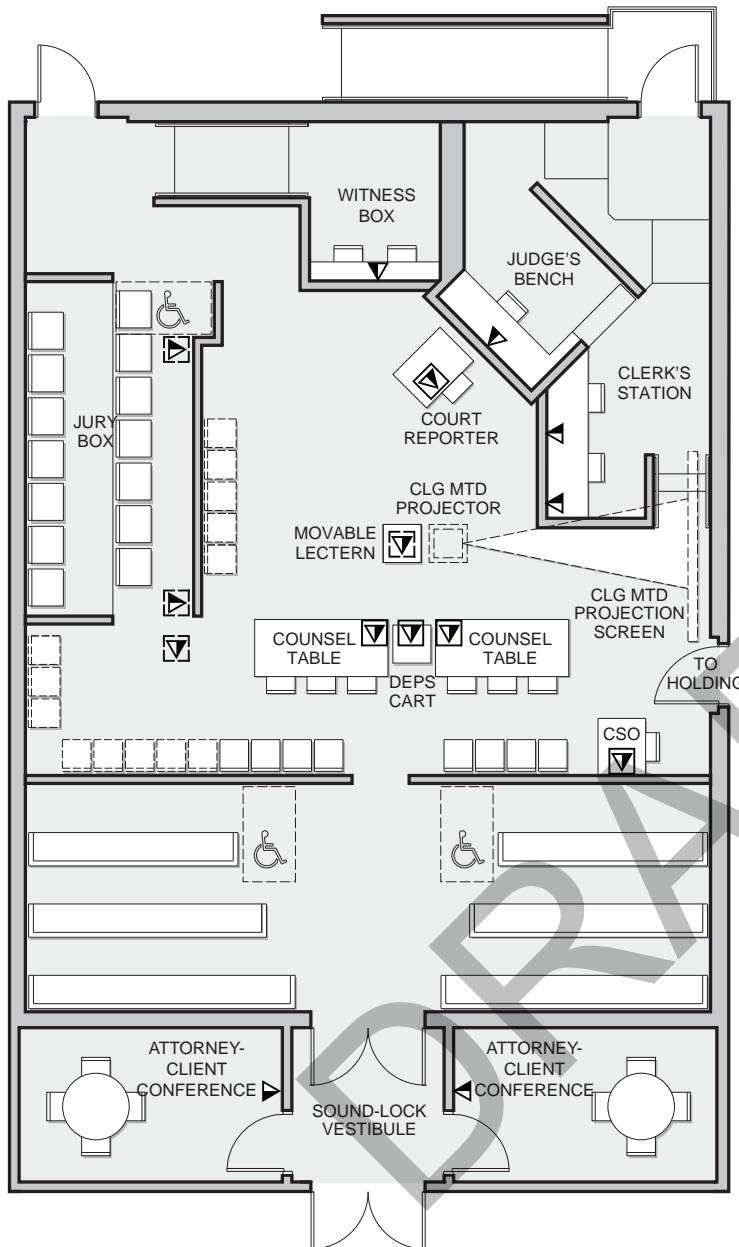 WITNESS
BOX
JUDGE'S
BENCH
CLERK'S
STATION
JURY
BOX
COURT
REPORTER
CLG MTD
PROJECTOR
MOVABLE
LECTERN
CLG MTD
PROJECTION
SCREEN
COUNSEL
TABLE
COUNSEL
TABLE
DEPS
CART
TO
HOLDING
CSO
ATTORNEY-
CLIENT
CONFERENCE
ATTORNEY-
CLIENT
CONFERENCE
SOUND-LOCK
VESTIBULE